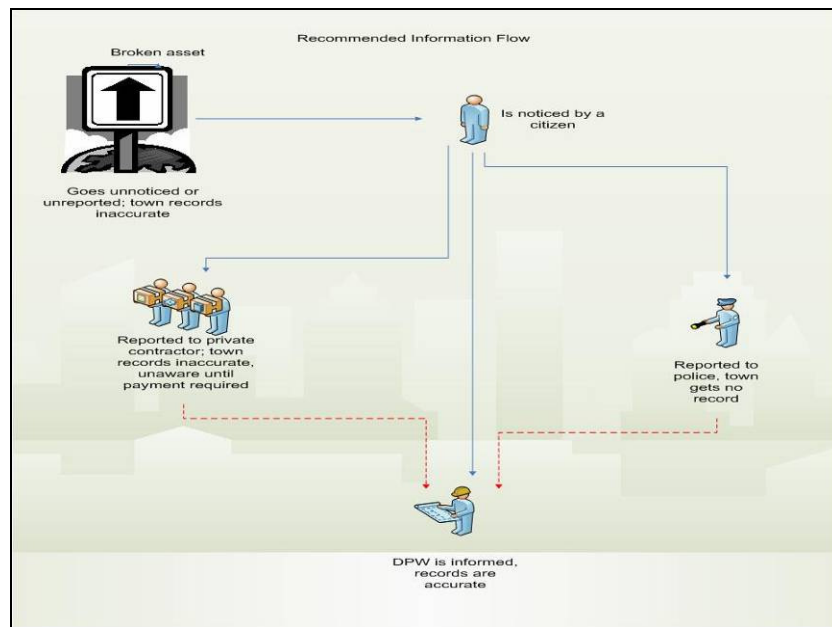 Recommended Information Flow
Broken asset
Is noticed by a
citizen
Goes unnoticed or
unreported; town records
inaccurate
Reported to private
contractor; town
records inaccurate,
unaware until
payment required
Reported to
police, town
gets no
record
DPW is informed,
records are
accurate